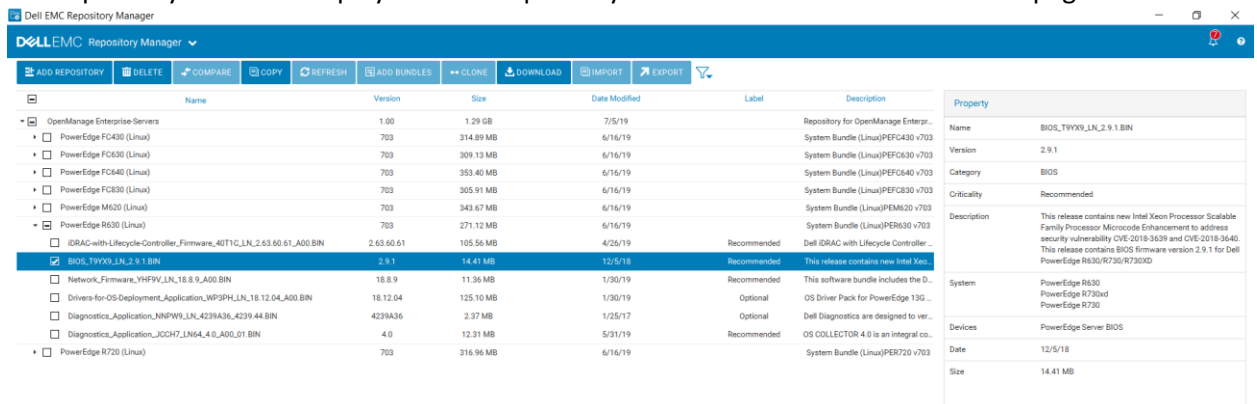 Dell EMC Repository Manager
DELLEMC Repository Manager
7
ADD REPOSITORY DELETE COMPARE COPY REFRESH ADD BUNDLES CLONE DOWNLOAD IMPORT EXPORT
Name Version Size Date Modified Label Description
OpenManage Enterprise-Servers 1.00 1.29 GB 7/5/19 Repository for OpenManage Enterpr...
PowerEdge FC430 (Linux) 703 314.89 MB 6/16/19 System Bundle (Linux)PEFC430 v703
PowerEdge FC630 (Linux) 703 309.13 MB 6/16/19 System Bundle (Linux)PEFC630 v703
PowerEdge FC640 (Linux) 703 353.40 MB 6/16/19 System Bundle (Linux)PEFC640 v703
PowerEdge FC830 (Linux) 703 305.91 MB 6/16/19 System Bundle (Linux)PEFC830 v703
PowerEdge M620 (Linux) 703 343.67 MB 6/16/19 System Bundle (Linux)PEM620 v703
PowerEdge R630 (Linux) 703 271.12 MB 6/16/19 System Bundle (Linux)PER630 v703
iDRAC-with-Lifecycle-Controller_Firmware_40T1C_LN_2.63.60.61_A00.BIN 2.63.60.61 105.56 MB 4/26/19 Recommended Dell iDRAC with Lifecycle Controller ...
BIOS_T9YX9_LN_2.9.1.BIN 2.9.1 14.41 MB 12/5/18 Recommended This release contains new Intel Xeo...
Network_Firmware_YHF9V_LN_18.8.9_A00.BIN 18.8.9 11.36 MB 1/30/19 Recommended This software bundle includes the D...
Drivers-for-OS-Deployment_Application_WP3PH_LN_18.12.04_A00.BIN 18.12.04 125.10 MB 1/30/19 Optional OS Driver Pack for PowerEdge 13G ...
Diagnostics_Application_NNPW9_LN_4239A36_4239.44.BIN 4239A36 2.37 MB 1/25/17 Optional Dell Diagnostics are designed to ver...
Diagnostics_Application_JCCH7_LN64_4.0_A00_01.BIN 4.0 12.31 MB 5/31/19 Recommended OS COLLECTOR 4.0 is an integral co...
PowerEdge R720 (Linux) 703 316.96 MB 6/16/19 System Bundle (Linux)PER720 v703
Property
Name BIOS_T9YX9_LN_2.9.1.BIN
Version 2.9.1
Category BIOS
Criticality Recommended
Description This release contains new Intel Xeon Processor Scalable
Family Processor Microcode Enhancement to address
security vulnerability CVE-2018-3639 and CVE-2018-3640.
This release contains BIOS firmware version 2.9.1 for Dell
PowerEdge R630/R730/R730XD
System PowerEdge R630
PowerEdge R730xd
PowerEdge R730
Devices PowerEdge Server BIOS
Date 12/5/18
Size 14.41 MB